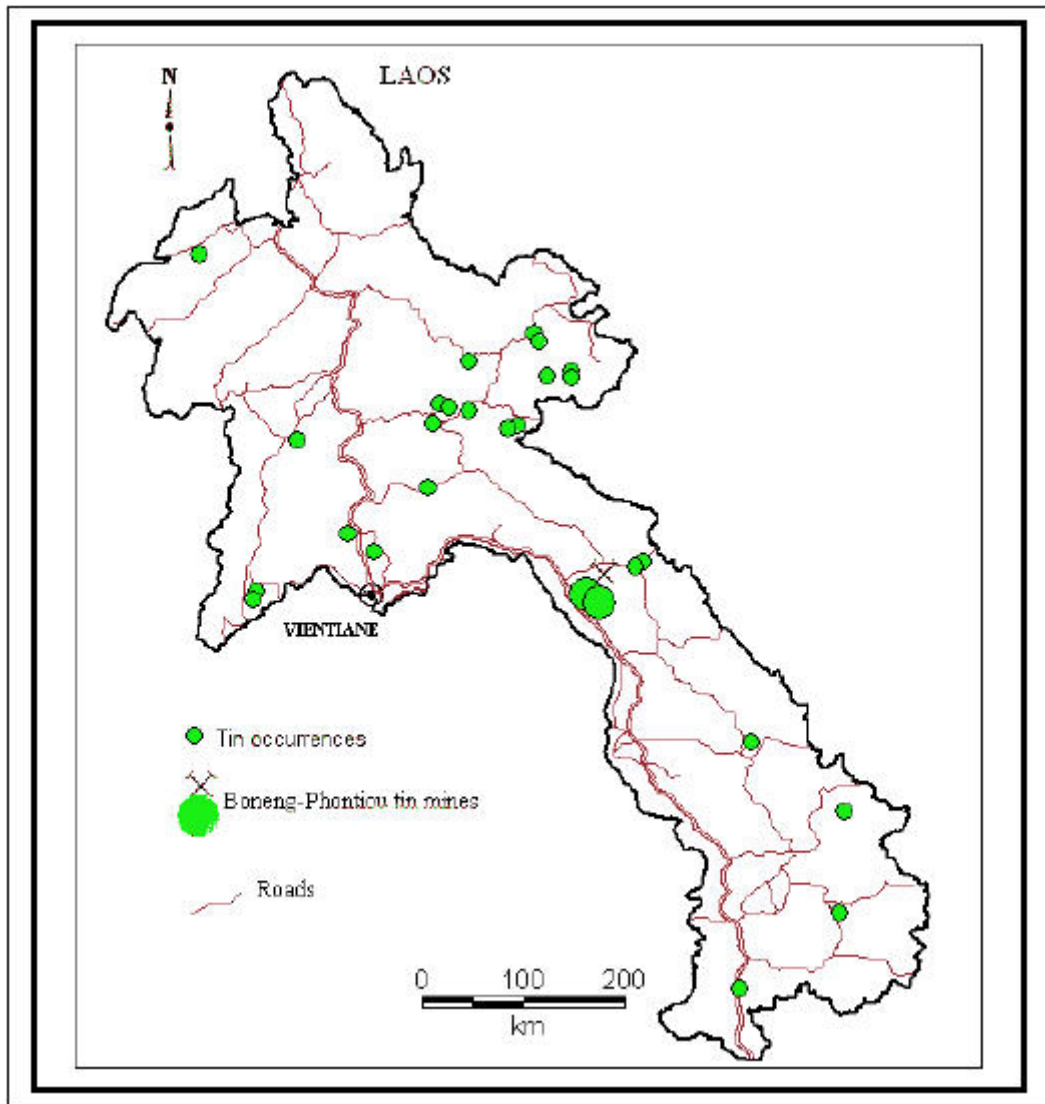 LAOS
N
VIENTIANE
Tin occurrences
Boneng-Phontiou tin mines
Roads
0 100 200
km